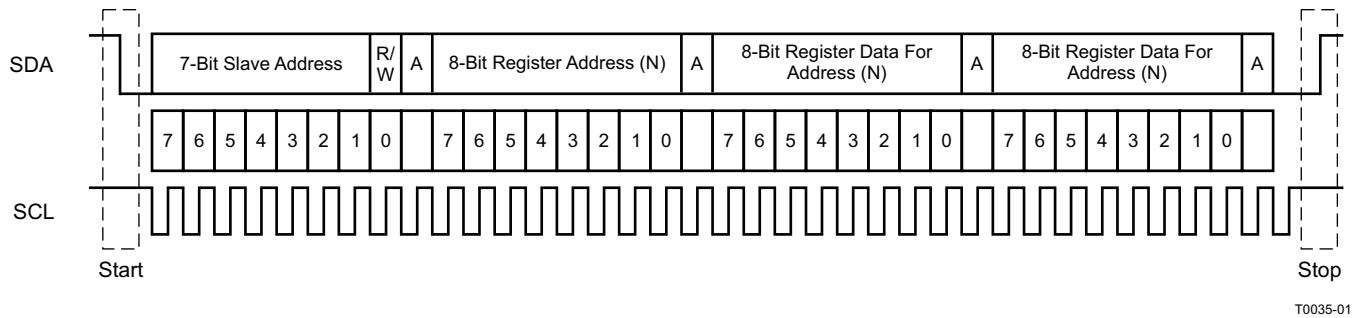 SDA
7-Bit Slave Address
R/
W
A
8-Bit Register Address (N)
A
8-Bit Register Data For
Address (N)
A
8-Bit Register Data For
Address (N)
A
7 6 5 4 3 2 1 0 7 6 5 4 3 2 1 0 7 6 5 4 3 2 1 0 7 6 5 4 3 2 1 0
SCL
Start
Stop
T0035-01